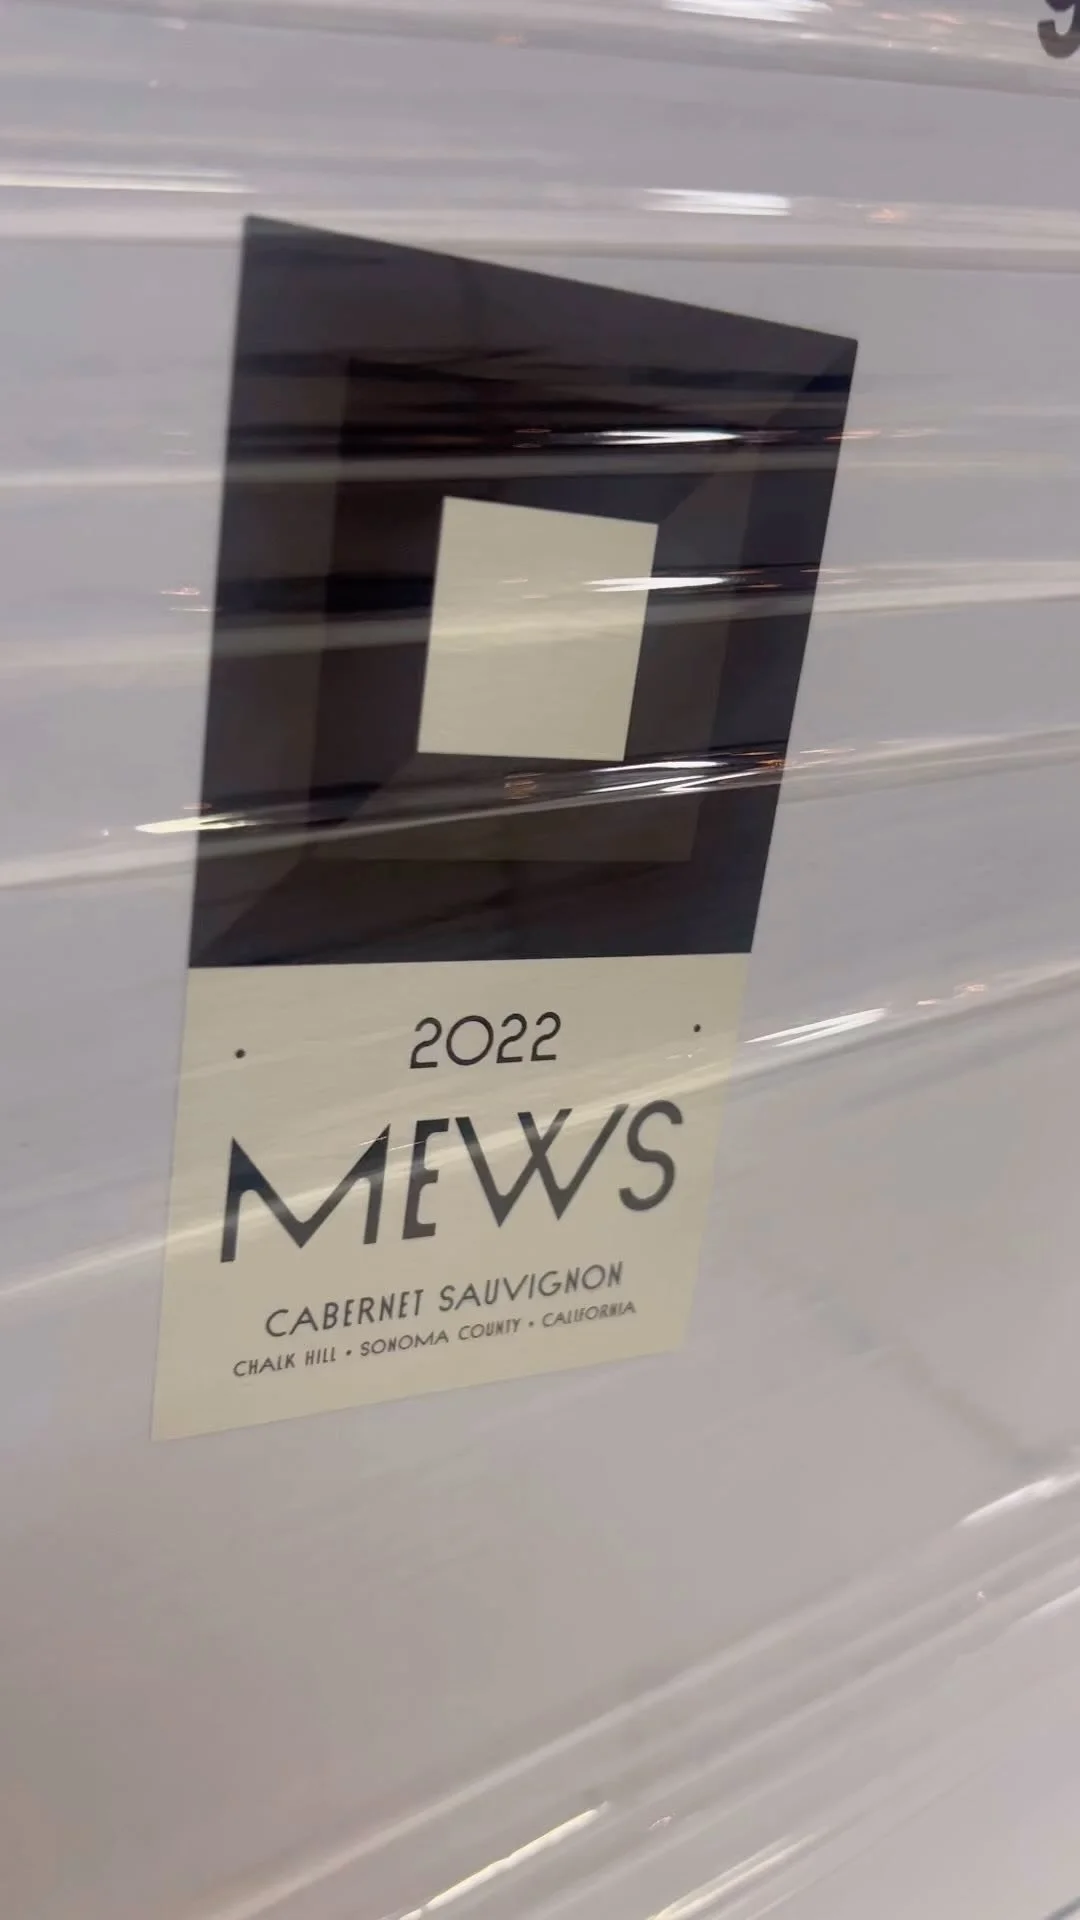 2022
MEWS
CABERNET SAUVIGNON
CHALK HILL • SONOMA COUNTY • CALIFORNIA